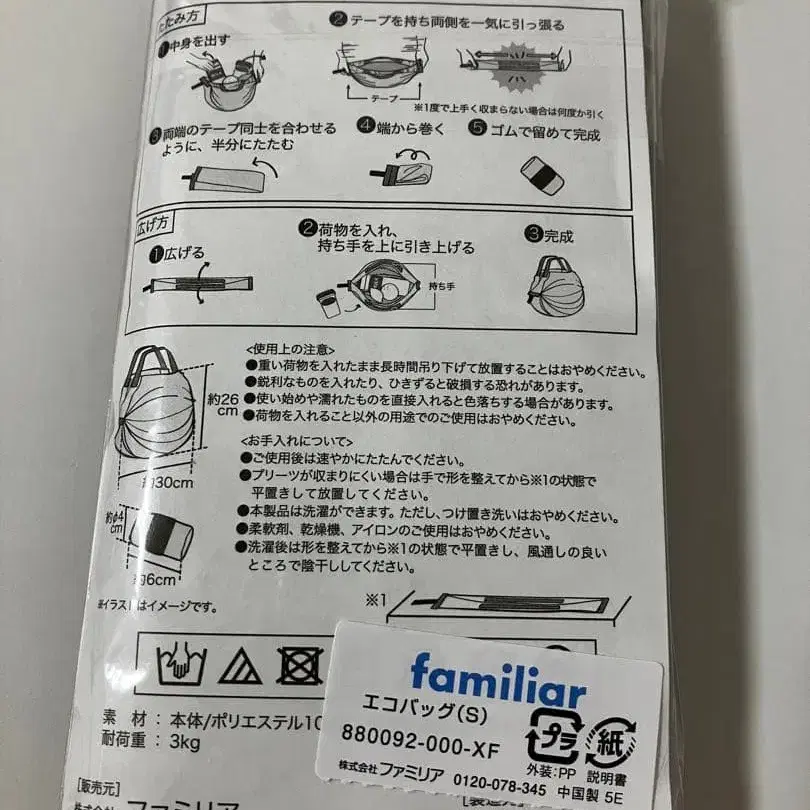 たたみ方
❶中身を出す
❷テープを持ち両側を一気に引っ張る
テープ
※1度で上手く収まらない場合は何度か引く
❸両端のテープ同士を合わせる
ように、半分にたたむ
❹端から巻く
❺ゴムで留めて完成
広げ方
❶広げる
❷荷物を入れ、
持ち手を上に引き上げる
持ち手
❸完成
約26
cm
約30cm
約φ4
cm
約6cm
※イラストはイメージです。
<使用上の注意>
●重い荷物を入れたまま長時間吊り下げて放置することはおやめください。
●鋭利なものを入れたり、ひきずると破損する恐れがあります。
●使い始めや濡れたものを直接入れると色落ちする場合があります。
●荷物を入れること以外の用途でのご使用はおやめください。
<お手入れについて>
●ご使用後は速やかにたたんでください。
●プリーツが収まりにくい場合は手で形を整えてから※1の状態で
平置きして放置してください。
●本製品は洗濯ができます。ただし、つけ置き洗いはおやめください。
●柔軟剤、乾燥機、アイロンのご使用はおやめください。
●洗濯後は形を整えてから※1の状態で平置きし、風通しの良い
ところで陰干ししてください。
※1
素 材：本体/ポリエステル10
耐荷重：3kg
[販売元]
株式会社 ファミリア
familiar
エコバッグ(S)
880092-000-XF
プラ
紙
外装:PP 説明書
株式会社 ファミリア 0120-078-345 中国製 5E